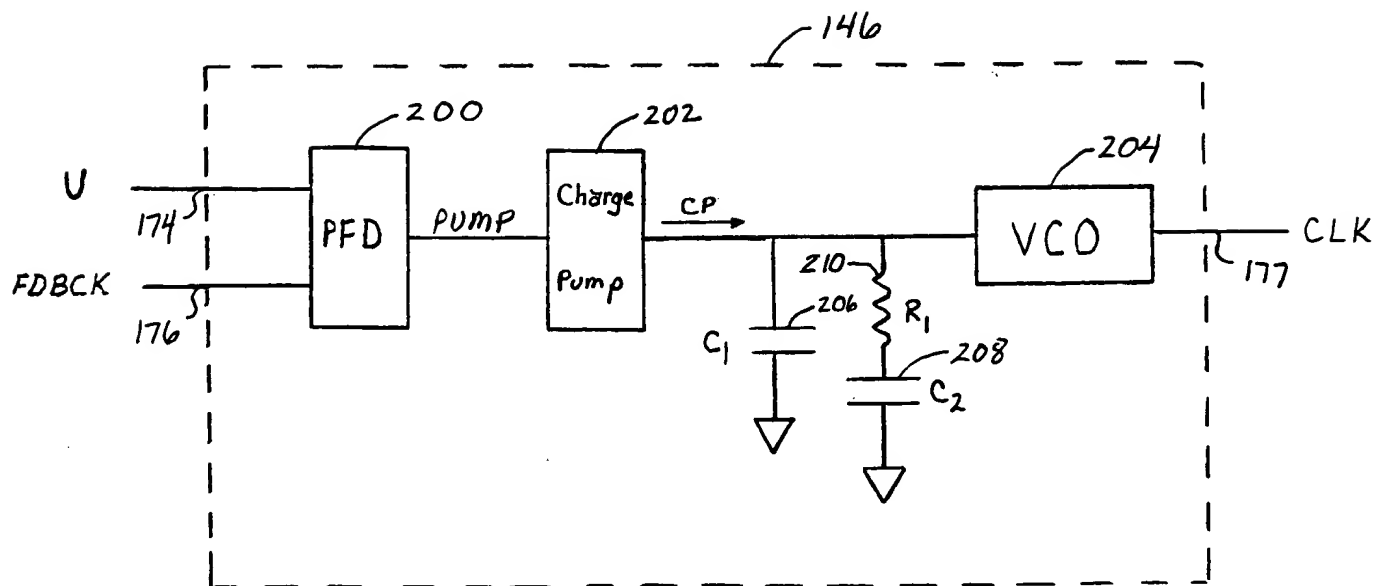 146
200
202
204
U
174
PFD
PUMP
Charge
Pump
CP
VCO
CLK
177
FDBCK
176
210
206
R1
C1
208
C2